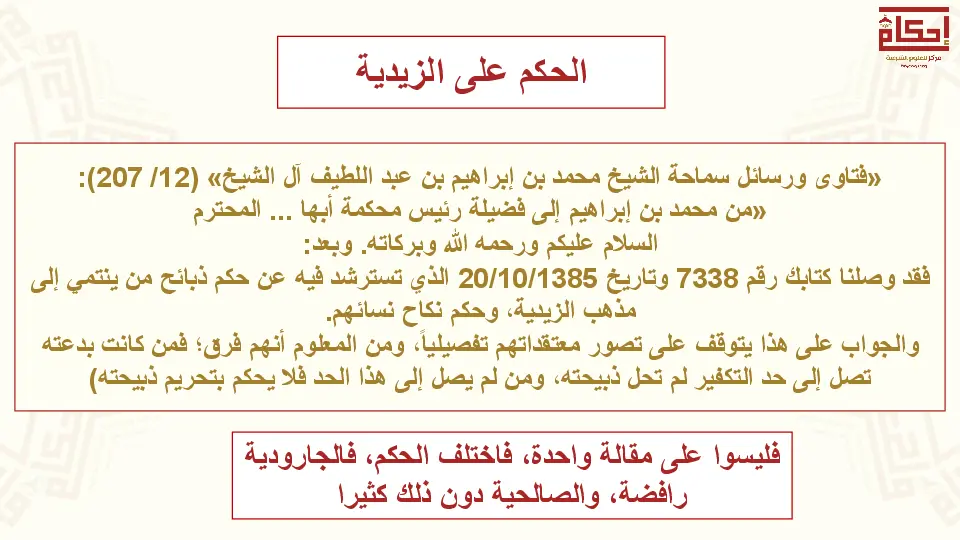 إحكام
مركز للعلوم الشرعية
الحكم على الزيدية
«فتاوى ورسائل سماحة الشيخ محمد بن إبراهيم بن عبد اللطيف آل الشيخ» (12/ 207):
«من محمد بن إبراهيم إلى فضيلة رئيس محكمة أبها ... المحترم
السلام عليكم ورحمه الله وبركاته. وبعد:
فقد وصلنا كتابك رقم 7338 وتاريخ 20/10/1385 الذي تسترشد فيه عن حكم ذبائح من ينتمي إلى
مذهب الزيدية، وحكم نكاح نسائهم.
والجواب على هذا يتوقف على تصور معتقداتهم تفصيلياً، ومن المعلوم أنهم فرق؛ فمن كانت بدعته
تصل إلى حد التكفير لم تحل ذبيحته، ومن لم يصل إلى هذا الحد فلا يحكم بتحريم ذبيحته)
فليسوا على مقالة واحدة، فاختلف الحكم، فالجارودية
رافضة، والصالحية دون ذلك كثيرا